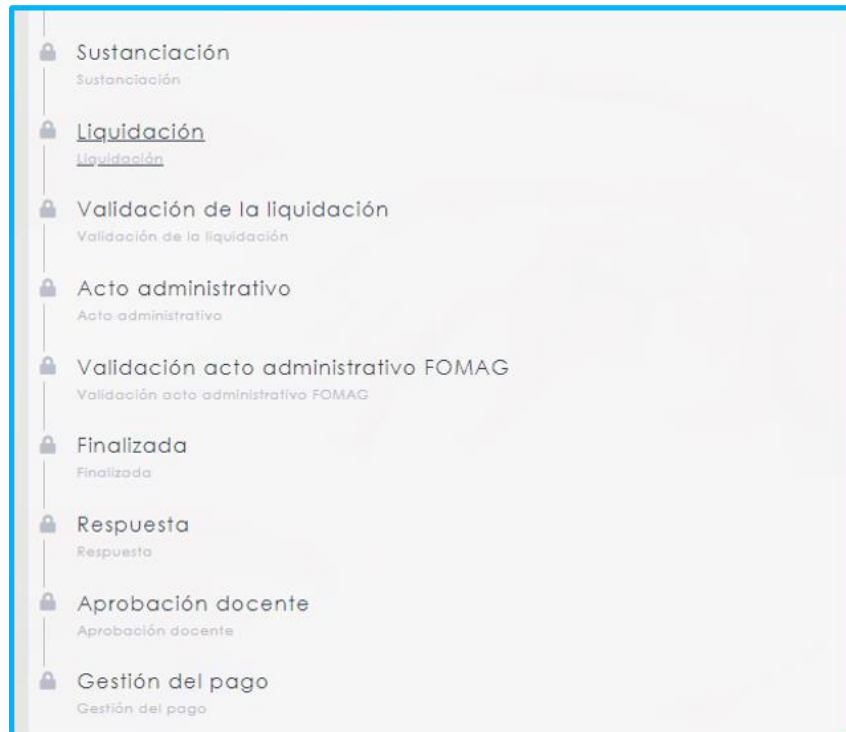 Sustanciación
Sustanciación
Liquidación
Liquidación
Validación de la liquidación
Validación de la liquidación
Acto administrativo
Acto administrativo
Validación acto administrativo FOMAG
Validación acto administrativo FOMAG
Finalizada
Finalizada
Respuesta
Respuesta
Aprobación docente
Aprobación docente
Gestión del pago
Gestión del pago